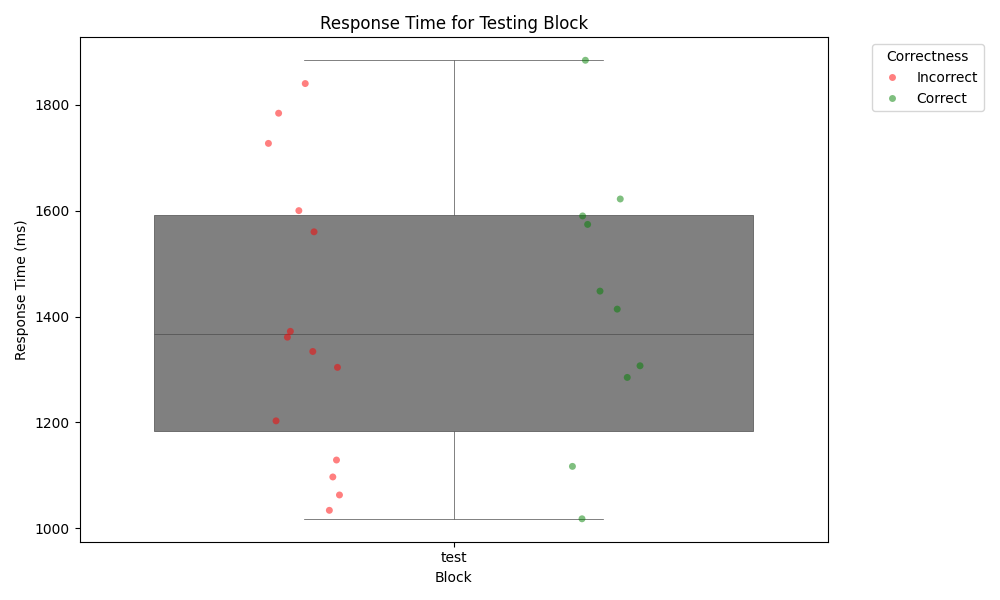 Response Time for Testing Block
Correctness
Incorrect
Correct
Response Time (ms)
1800
1600
1400
1200
1000
test
Block